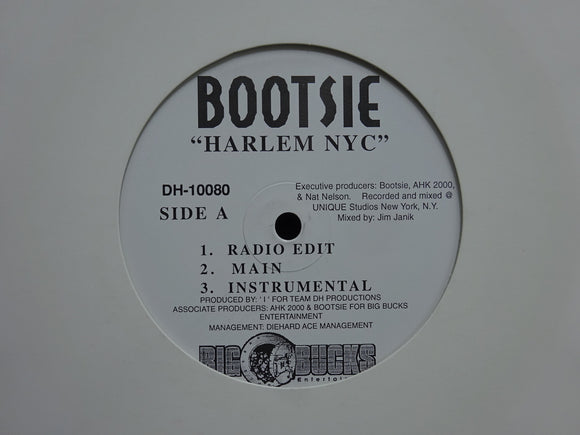 BOOTSIE
"HARLEM NYC"
DH-10080
SIDE A
Executive producers: Bootsie, AHK 2000,
& Nat Nelson. Recorded and mixed @
UNIQUE Studios New York, N.Y.
Mixed by: Jim Janik
1. RADIO EDIT
2. MAIN
3. INSTRUMENTAL
PRODUCED BY: ' I ' FOR TEAM DH PRODUCTIONS
ASSOCIATE PRODUCERS: AHK 2000 & BOOTSIE FOR BIG BUCKS
ENTERTAINMENT
MANAGEMENT: DIEHARD ACE MANAGEMENT
BIG BUCKS